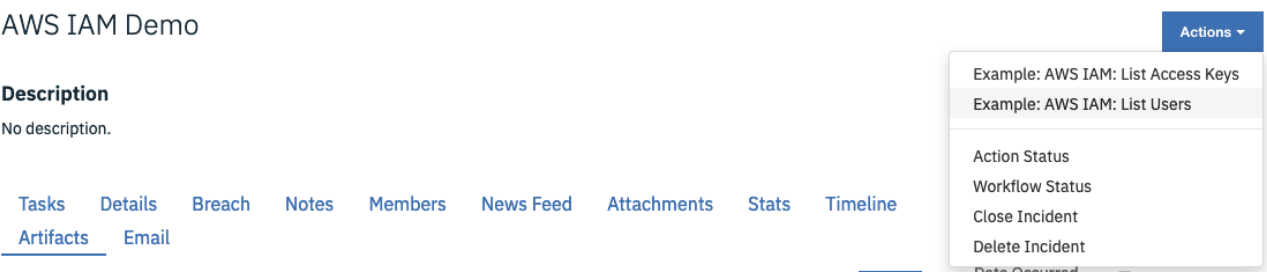 AWS IAM Demo
Actions
Example: AWS IAM: List Access Keys
Example: AWS IAM: List Users
Description
No description.
Action Status
Workflow Status
Close Incident
Delete Incident
Tasks Details Breach Notes Members News Feed Attachments Stats Timeline
Artifacts Email
Date Occurred